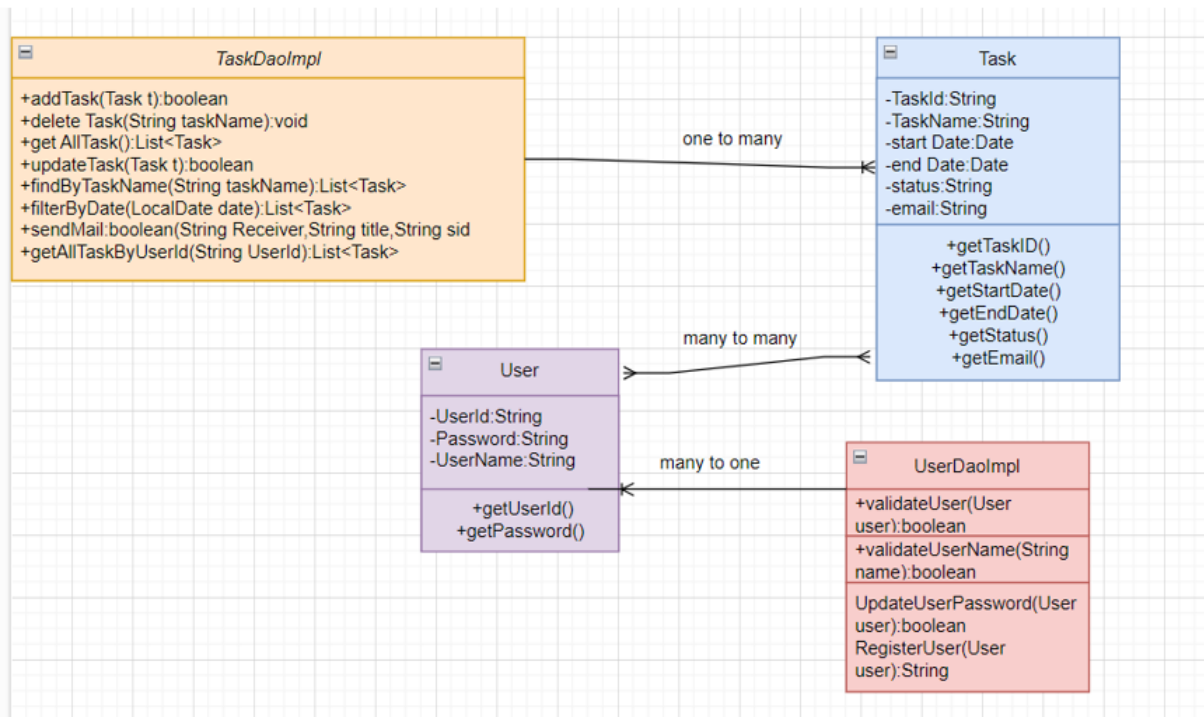 TaskDaoImpl
+addTask(Task t):boolean
+delete Task(String taskName):void
+get AllTask():List<Task>
+updateTask(Task t):boolean
+findByTaskName(String taskName):List<Task>
+filterByDate(LocalDate date):List<Task>
+sendMail:boolean(String Receiver,String title,String sid
+getAllTaskByUserId(String UserId):List<Task>
one to many
Task
-TaskId:String
-TaskName:String
-start Date:Date
-end Date:Date
-status:String
-email:String
+getTaskID()
+getTaskName()
+getStartDate()
+getEndDate()
+getStatus()
+getEmail()
many to many
User
-UserId:String
-Password:String
-UserName:String
+getUserId()
+getPassword()
many to one
UserDaoImpl
+validateUser(User
user):boolean
+validateUserName(String
name):boolean
UpdateUserPassword(User
user):boolean
RegisterUser(User
user):String